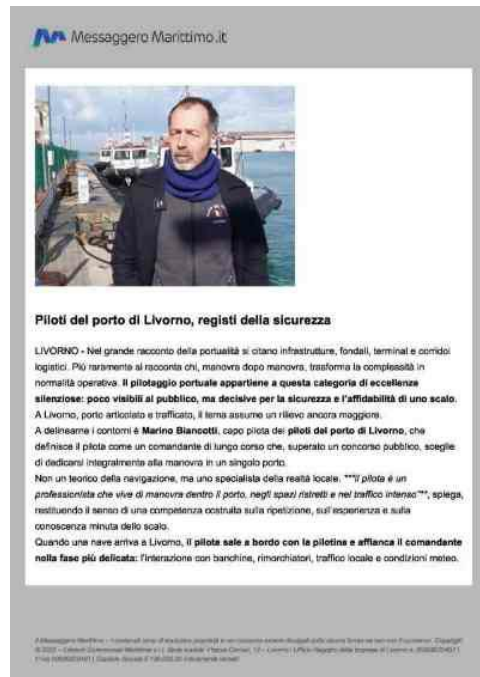 Messaggero Marittimo.it
Piloti del porto di Livorno, registi della sicurezza
LIVORNO - Nel grande racconto della portualità si citano infrastrutture, fondali, terminal e corridoi
logistici. Più raramente si racconta chi, manovra dopo manovra, trasforma la complessità in
normalità operativa. Il pilotaggio portuale appartiene a questa categoria di eccellenze
silenziose: poco visibili al pubblico, ma decisive per la sicurezza e l'affidabilità di uno scalo.
A Livorno, porto articolato e trafficato, il tema assume un rilievo ancora maggiore.
A delinearne i contorni è Marino Biancotti, capo pilota dei piloti del porto di Livorno, che
definisce il pilota come un comandante di lungo corso che, superato un concorso pubblico, sceglie
di dedicarsi integralmente alla manovra in un singolo porto.
Non un teorico della navigazione, ma uno specialista della realtà locale. """Il pilota è un
professionista che vive di manovra dentro il porto, negli spazi ristretti e nel traffico intenso"", spiega,
restituendo il senso di una competenza costruita sulla ripetizione, sull'esperienza e sulla
conoscenza minuta dello scalo.
Quando una nave arriva a Livorno, il pilota sale a bordo con la pilotina e affianca il comandante
nella fase più delicata: l'interazione con banchine, rimorchiatori, traffico locale e condizioni meteo.